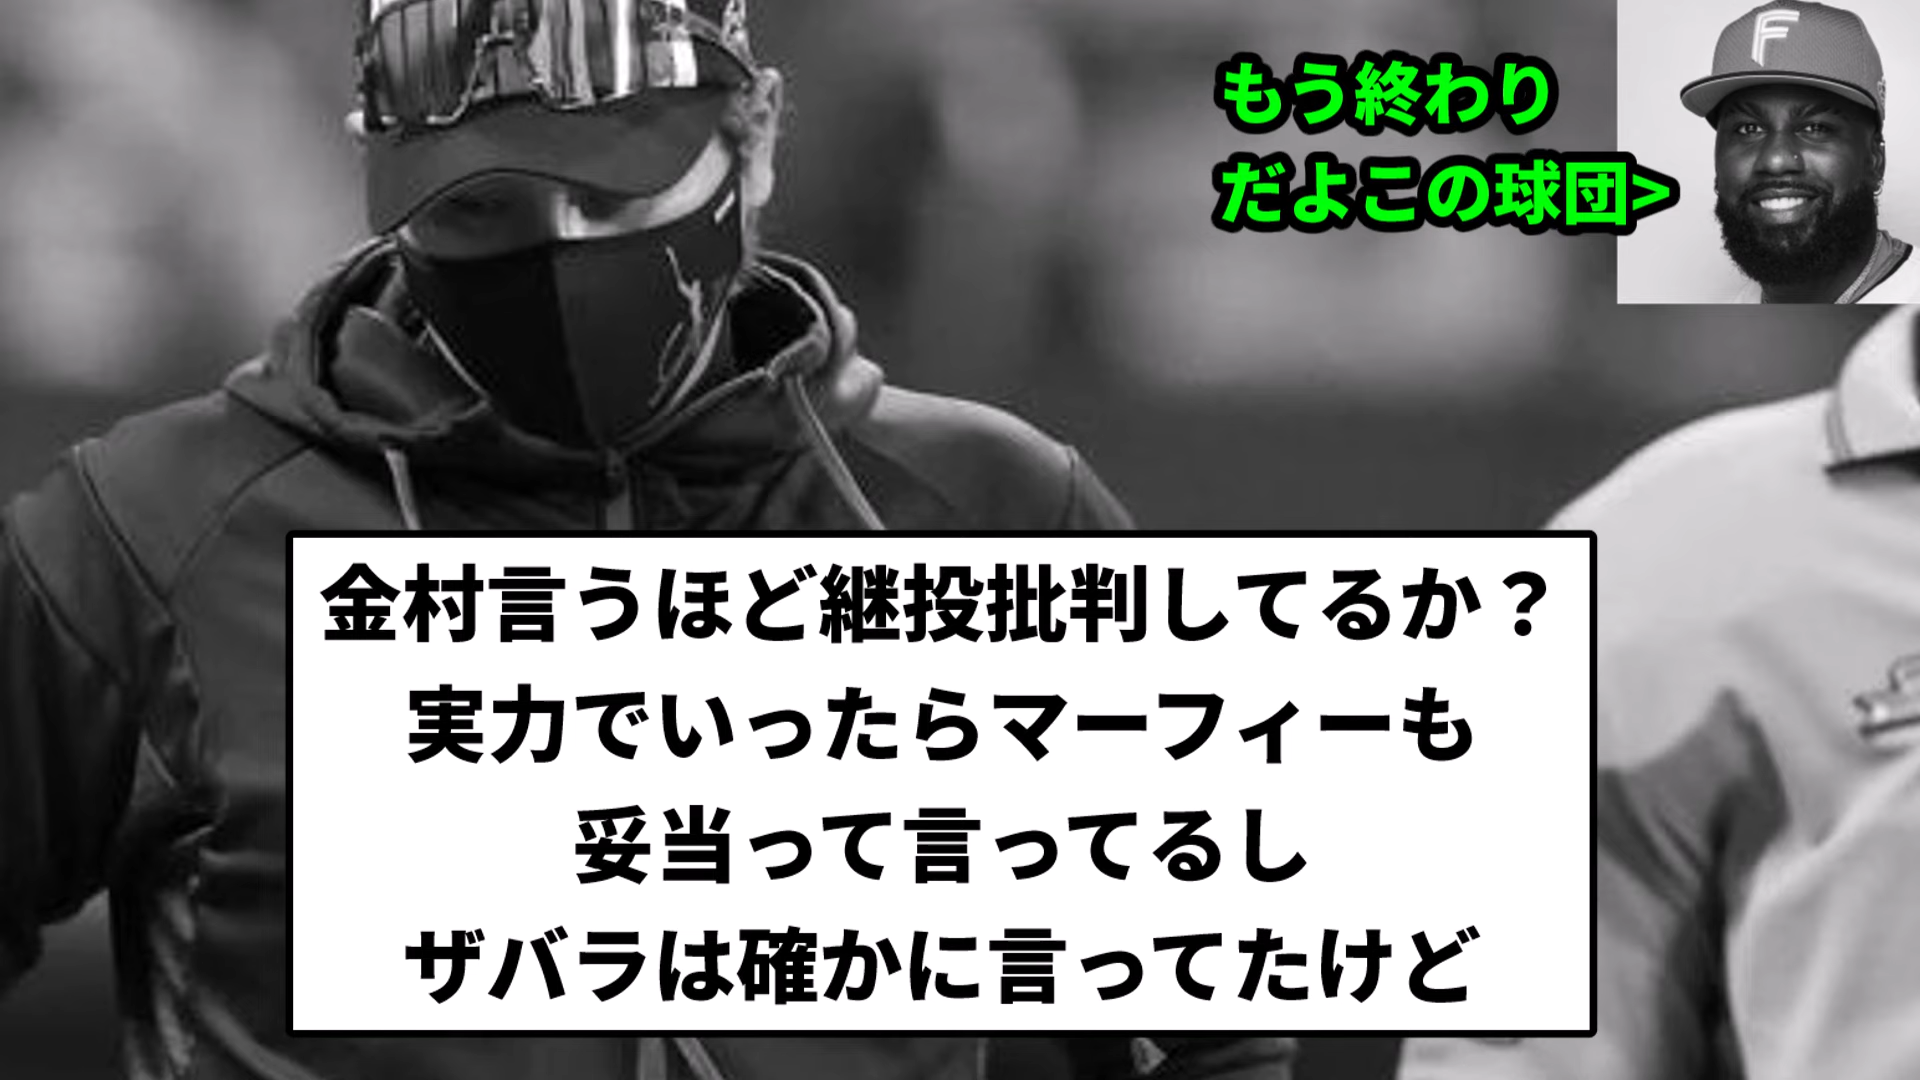 もう終わり
だよこの球団>
F
金村言うほど継投批判してるか？
実力でいったらマーフィーも
妥当って言ってるし
ザバラは確かに言ってたけど